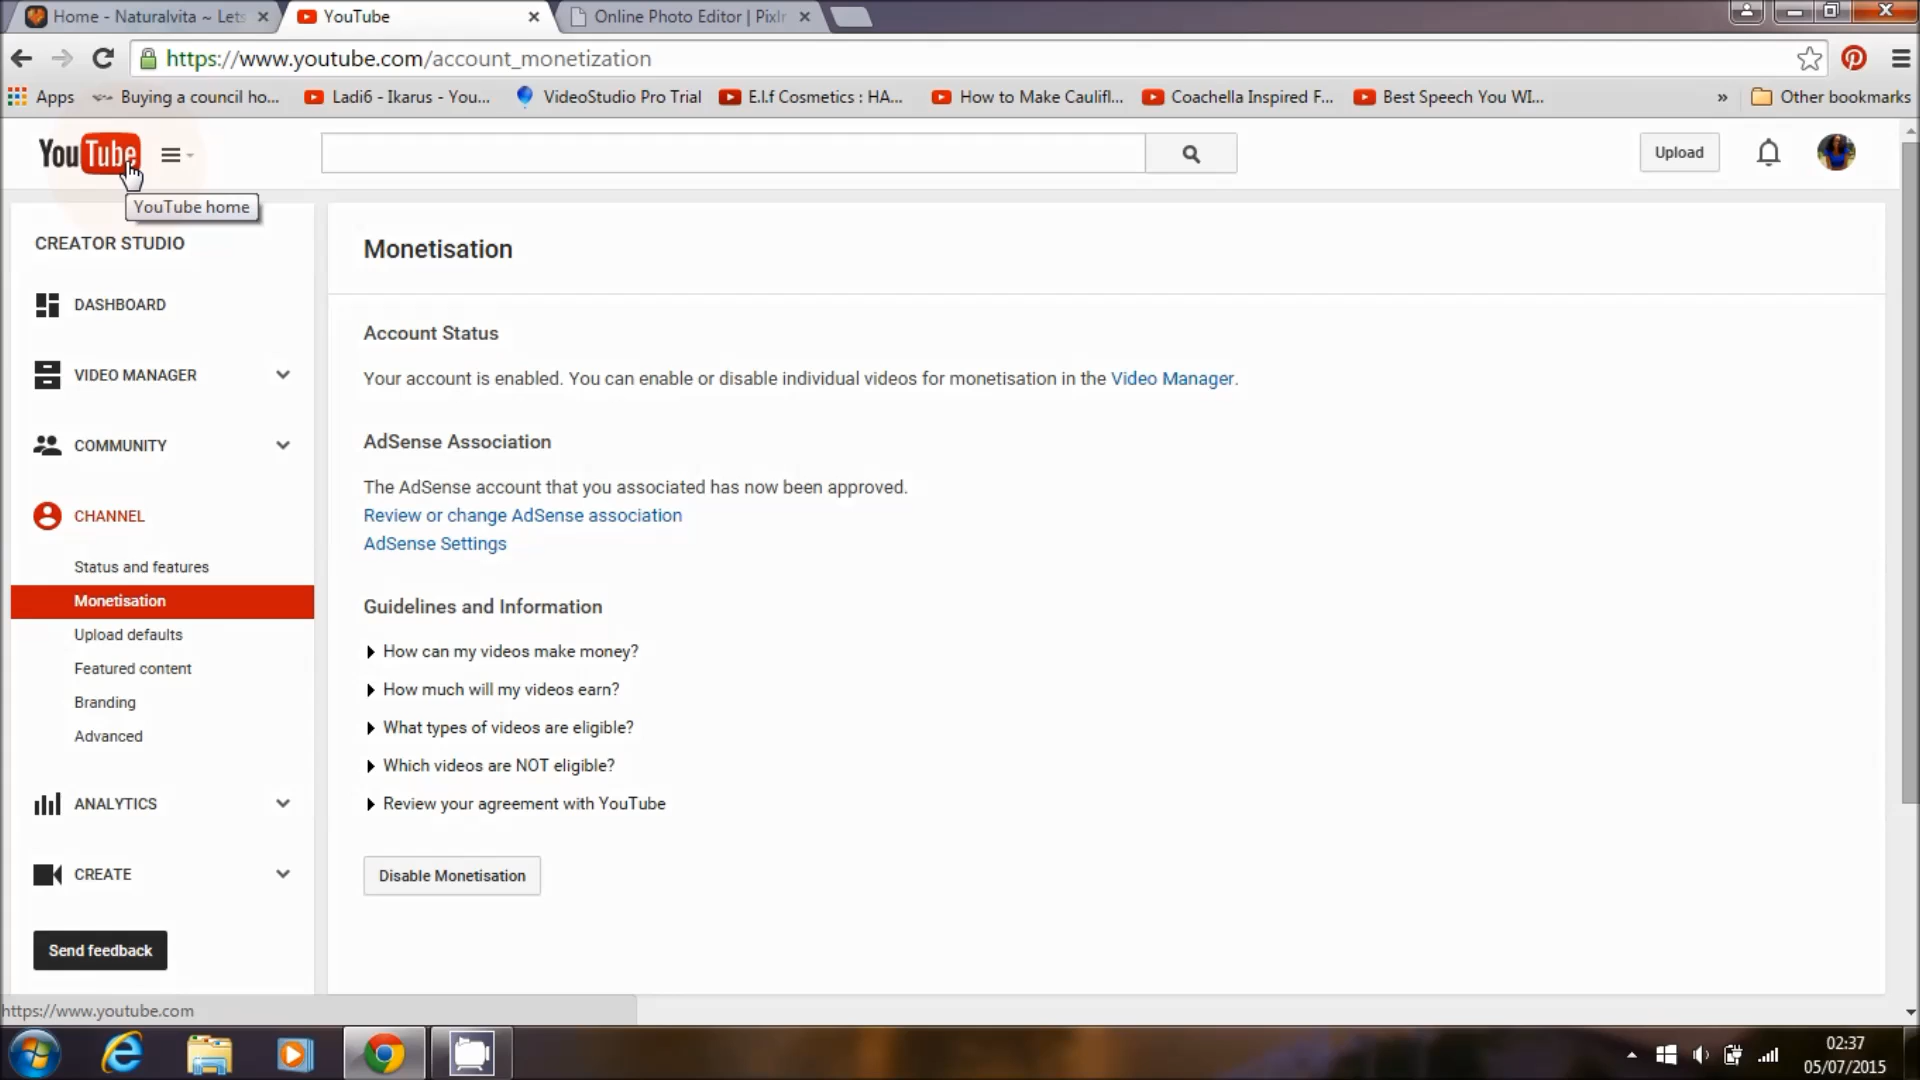 Home - Naturalvita ~ Lets
YouTube
Online Photo Editor | Pixlr
https://www.youtube.com/account_monetization
Apps
Buying a council ho...
Ladi6 - Ikarus - You...
VideoStudio Pro Trial
E.l.f Cosmetics : HA...
How to Make Caulifl...
Coachella Inspired F...
Best Speech You WI...
»
Other bookmarks
YouTube
Upload
YouTube home
CREATOR STUDIO
DASHBOARD
VIDEO MANAGER
COMMUNITY
CHANNEL
Status and features
Monetisation
Upload defaults
Featured content
Branding
Advanced
ANALYTICS
CREATE
Send feedback
Monetisation
Account Status
Your account is enabled. You can enable or disable individual videos for monetisation in the Video Manager.
AdSense Association
The AdSense account that you associated has now been approved.
Review or change AdSense association
AdSense Settings
Guidelines and Information
How can my videos make money?
How much will my videos earn?
What types of videos are eligible?
Which videos are NOT eligible?
Review your agreement with YouTube
Disable Monetisation
https://www.youtube.com
02:37
05/07/2015